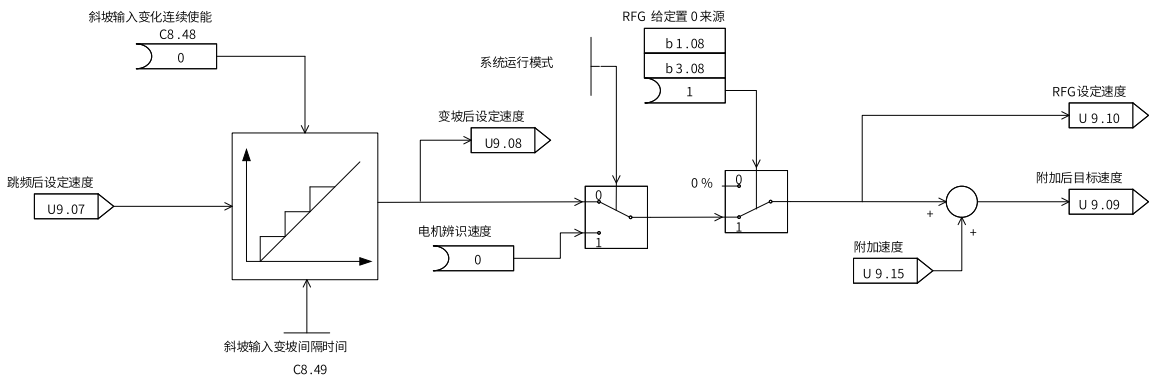 斜坡输入变化连续使能
C8.48
0
RFG 给定置 0 来源
b1.08
b3.08
1
系统运行模式
变坡后设定速度
U9.08
RFG设定速度
U 9.10
跳频后设定速度
U9.07
0 %
0
1
0
1
附加后目标速度
U 9.09
+
+
电机辨识速度
0
附加速度
U 9.15
斜坡输入变坡间隔时间
C8.49